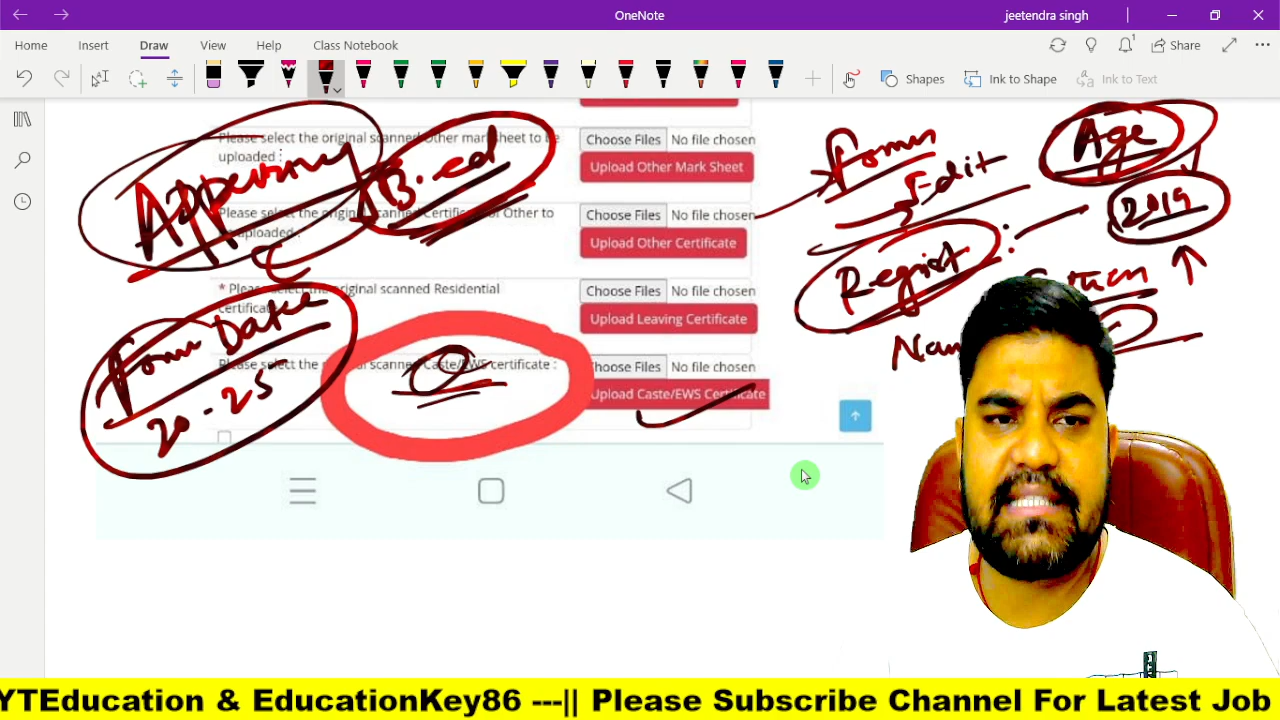 OneNote
jeetendra singh
Home Insert Draw View Help Class Notebook
Share
Shapes Ink to Shape Ink to Text
Please select the original scanned other mark sheet to be
uploaded :
Choose Files No file chosen
Upload Other Mark Sheet
Please select the original scanned Certificate of Other to
be uploaded :
Choose Files No file chosen
Upload Other Certificate
* Please select the original scanned Residential
certificate
Choose Files No file chosen
Upload Leaving Certificate
Please select the original scanned Caste/EWS certificate :
Choose Files No file chosen
Upload Caste/EWS Certificate
B.ed
Form Date
20-25
Form
Edit
Age
2019
Regist
YTEducation & EducationKey86 ---|| Please Subscribe Channel For Latest Job